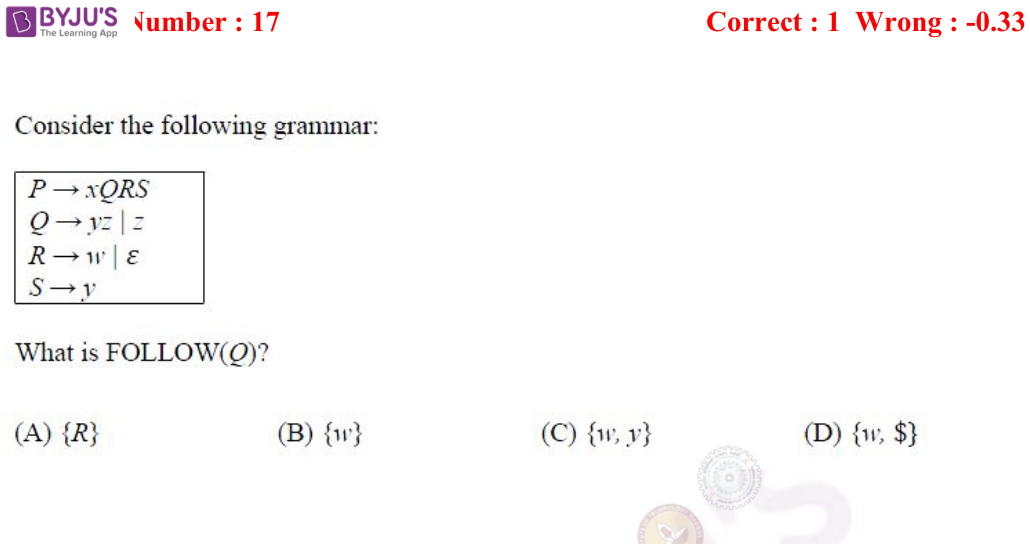 BYJU'S
The Learning App
Number : 17 Correct : 1 Wrong : -0.33
Consider the following grammar:
P → xQRS
Q → yz | z
R → w | ε
S → y
What is FOLLOW(Q)?
(A) {R} (B) {w} (C) {w, y} (D) {w, $}